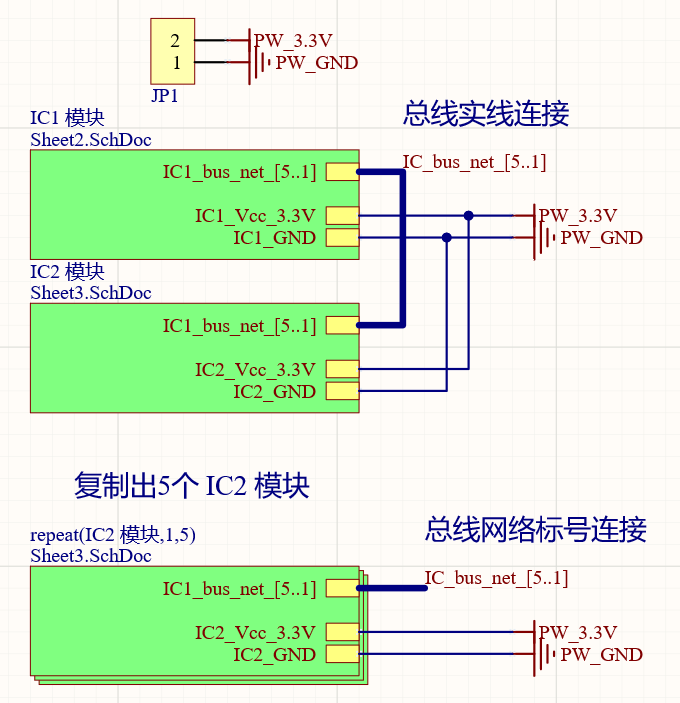 2 PW_3.3V
1 PW_GND
JP1
IC1 模块
Sheet2.SchDoc
总线实线连接
IC1_bus_net_[5..1] IC_bus_net_[5..1]
IC1_Vcc_3.3V PW_3.3V
IC1_GND PW_GND
IC2 模块
Sheet3.SchDoc
IC1_bus_net_[5..1]
IC2_Vcc_3.3V
IC2_GND
复制出5个 IC2 模块
总线网络标号连接
repeat(IC2 模块,1,5)
Sheet3.SchDoc
IC1_bus_net_[5..1] IC_bus_net_[5..1]
IC2_Vcc_3.3V PW_3.3V
IC2_GND PW_GND